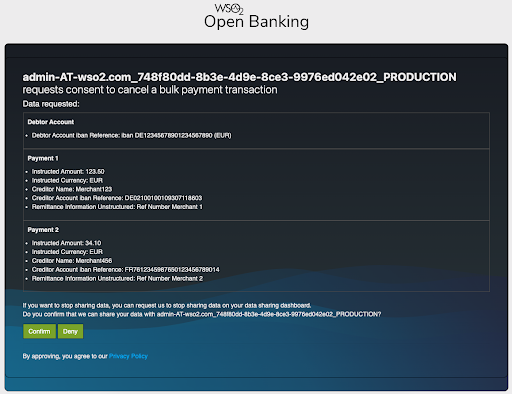 WSO2
Open Banking
admin-AT-wso2.com_748f80dd-8b3e-4d9e-8ce3-9976ed042e02_PRODUCTION
requests consent to cancel a bulk payment transaction
Data requested:
Debtor Account
• Debtor Account Iban Reference: Iban DE12345678901234567890 (EUR)
Payment 1
• Instructed Amount: 123.50
• Instructed Currency: EUR
• Creditor Name: Merchant123
• Creditor Account Iban Reference: DE02100100109307118603
• Remittance Information Unstructured: Ref Number Merchant 1
Payment 2
• Instructed Amount: 34.10
• Instructed Currency: EUR
• Creditor Name: Merchant456
• Creditor Account Iban Reference: FR7612345987650123456789014
• Remittance Information Unstructured: Ref Number Merchant 2
If you want to stop sharing data, you can request us to stop sharing data on your data sharing dashboard.
Do you confirm that we can share your data with admin-AT-wso2.com_748f80dd-8b3e-4d9e-8ce3-9976ed042e02_PRODUCTION?
Confirm Deny
By approving, you agree to our Privacy Policy